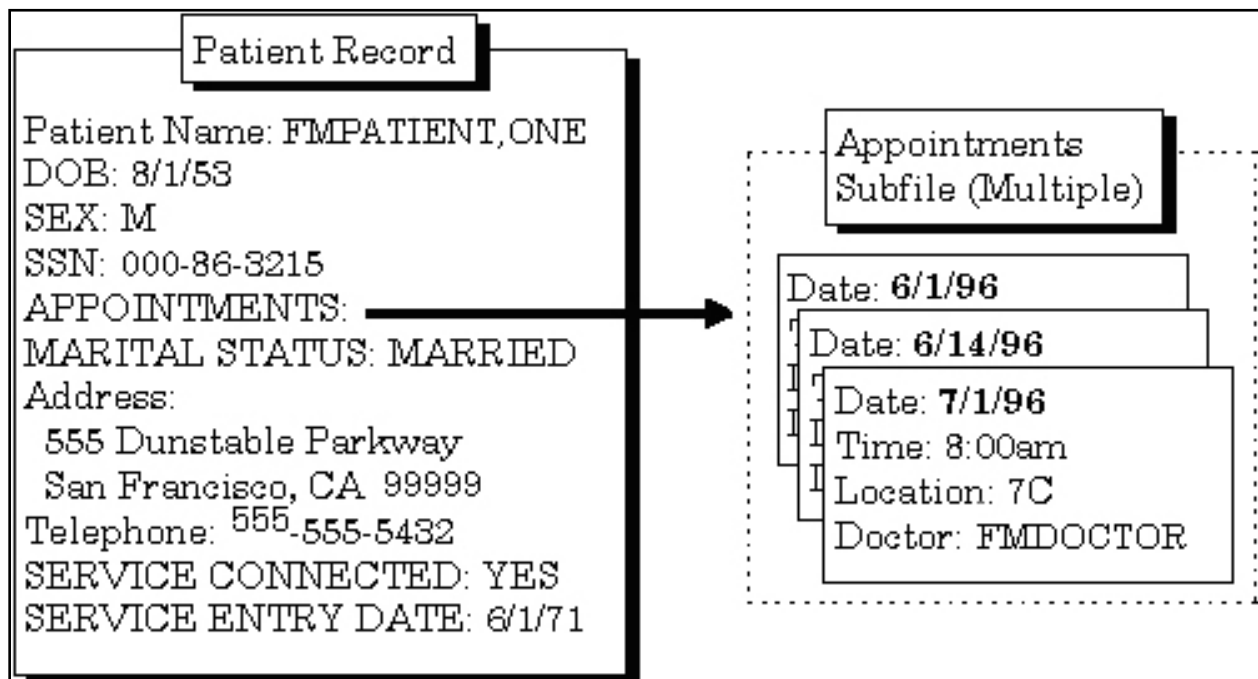 Patient Record
Patient Name: FMPATIENT,ONE
DOB: 8/1/53
SEX: M
SSN: 000-86-3215
APPOINTMENTS:
MARITAL STATUS: MARRIED
Address:
555 Dunstable Parkway
San Francisco, CA 99999
Telephone: 555-555-5432
SERVICE CONNECTED: YES
SERVICE ENTRY DATE: 6/1/71
Appointments
Subfile (Multiple)
Date: 6/1/96
Date: 6/14/96
Date: 7/1/96
Time: 8:00am
Location: 7C
Doctor: FMDOCTOR